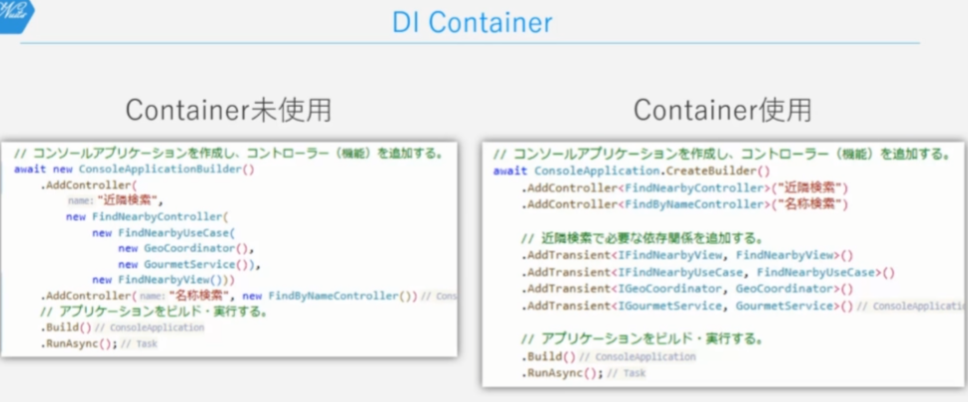 DI Container
Container未使用
// コンソールアプリケーションを作成し、コントローラー（機能）を追加する。
await new ConsoleApplicationBuilder()
.AddController(
name: "近隣検索",
new FindNearbyController(
new FindNearbyUseCase(
new GeoCoordinator(),
new GourmetService()),
new FindNearbyView()))
.AddController( name: "名称検索", new FindByNameController()) // Cons
// アプリケーションをビルド・実行する。
.Build() // ConsoleApplication
.RunAsync(); // Task
Container使用
// コンソールアプリケーションを作成し、コントローラー（機能）を追加する。
await ConsoleApplication.CreateBuilder()
.AddController<FindNearbyController>("近隣検索")
.AddController<FindByNameController>("名称検索")
// 近隣検索で必要な依存関係を追加する。
.AddTransient<IFindNearbyView, FindNearbyView>()
.AddTransient<IFindNearbyUseCase, FindNearbyUseCase>()
.AddTransient<IGeoCoordinator, GeoCoordinator>()
.AddTransient<IGourmetService, GourmetService>() // ConsoleApplicatio
// アプリケーションをビルド・実行する。
.Build() // ConsoleApplication
.RunAsync(); // Task